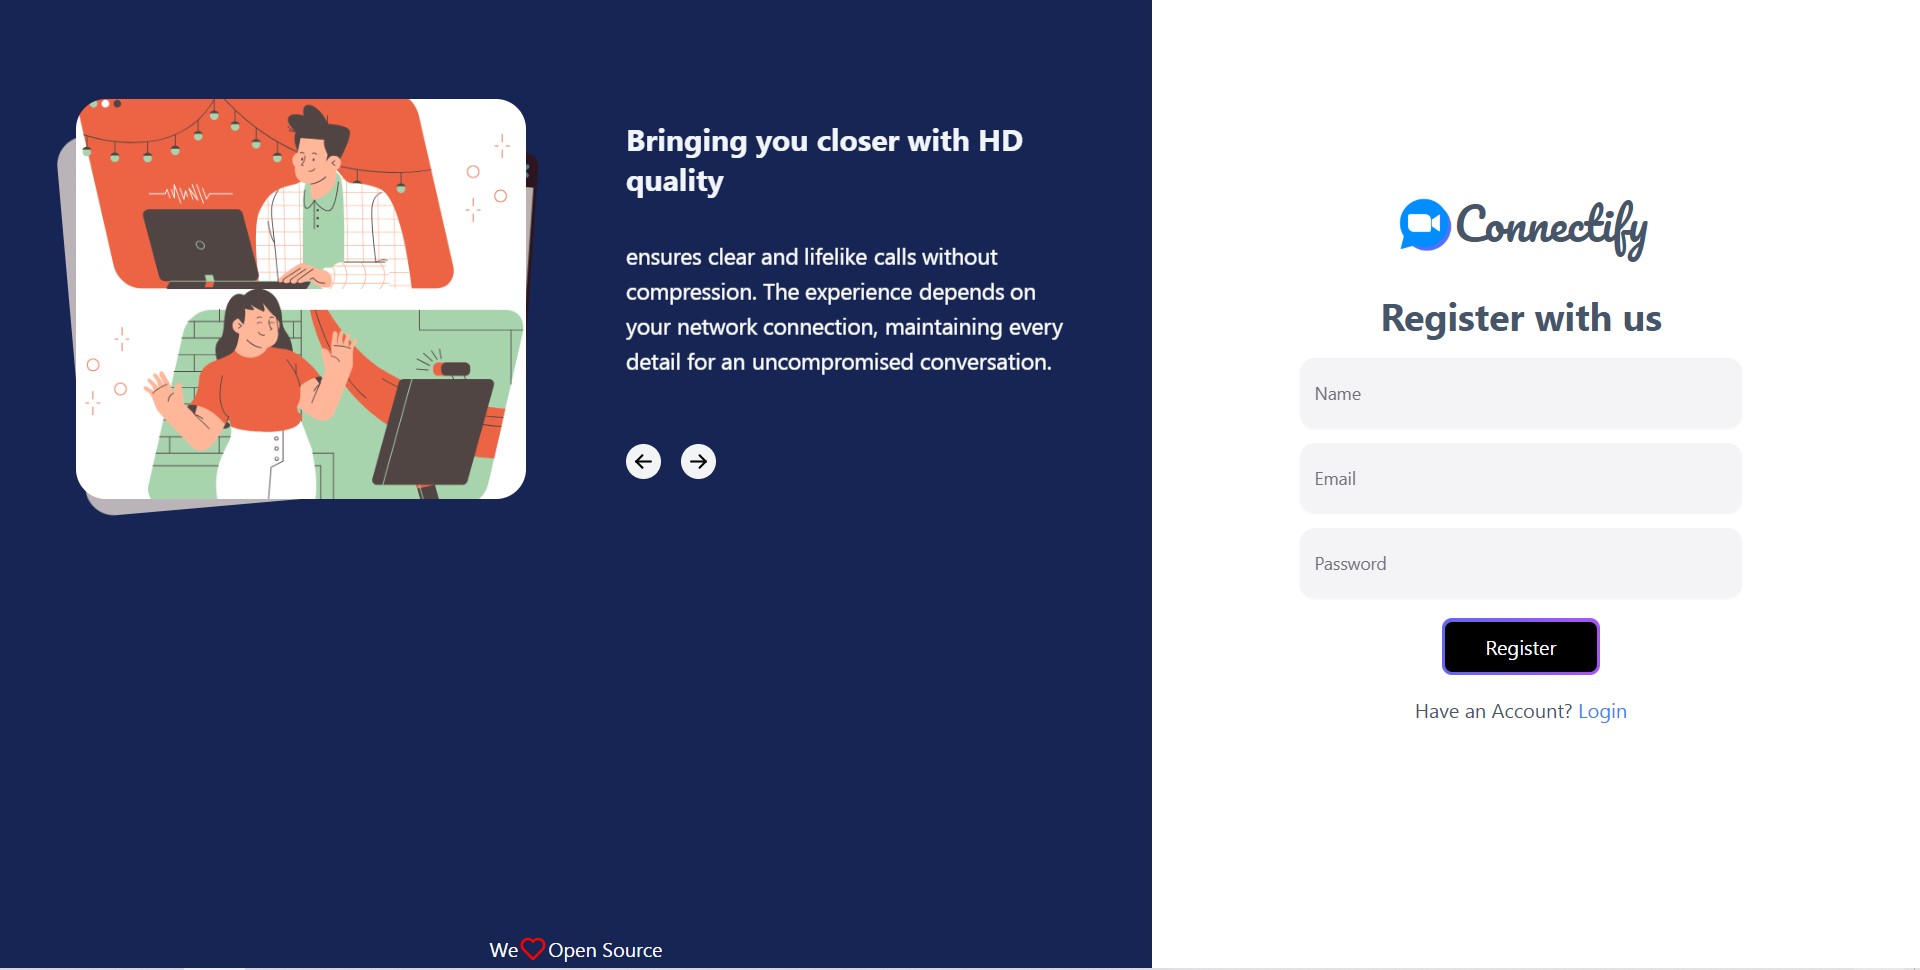 Bringing you closer with HD
quality
ensures clear and lifelike calls without
compression. The experience depends on
your network connection, maintaining every
detail for an uncompromised conversation.
We Open Source
Connectify
Register with us
Name
Email
Password
Register
Have an Account? Login